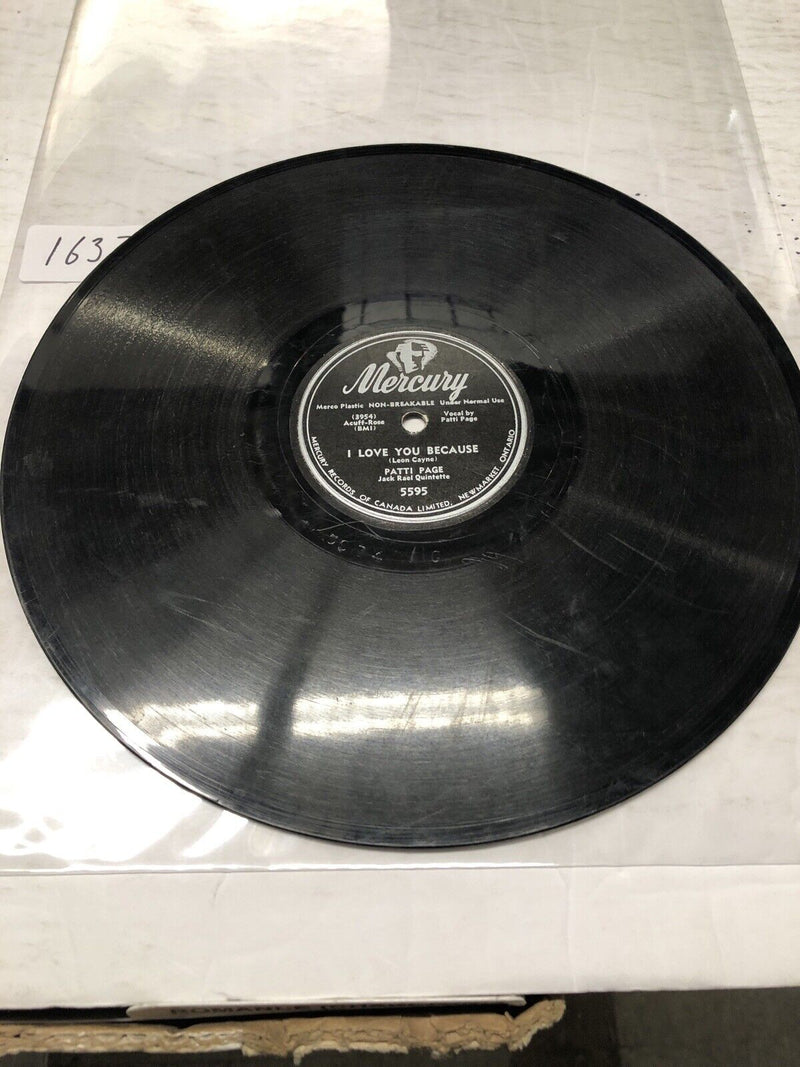 163
Mercury
Merco Plastic NON-BREAKABLE Under Normal Use
(3954)
Acuff-Rose
(BMI)
Vocal by
Patti Page
I LOVE YOU BECAUSE
(Leon Cayne)
PATTI PAGE
Jack Rael Quintette
5595
MERCURY RECORDS OF CANADA LIMITED, NEWMARKET, ONTARIO